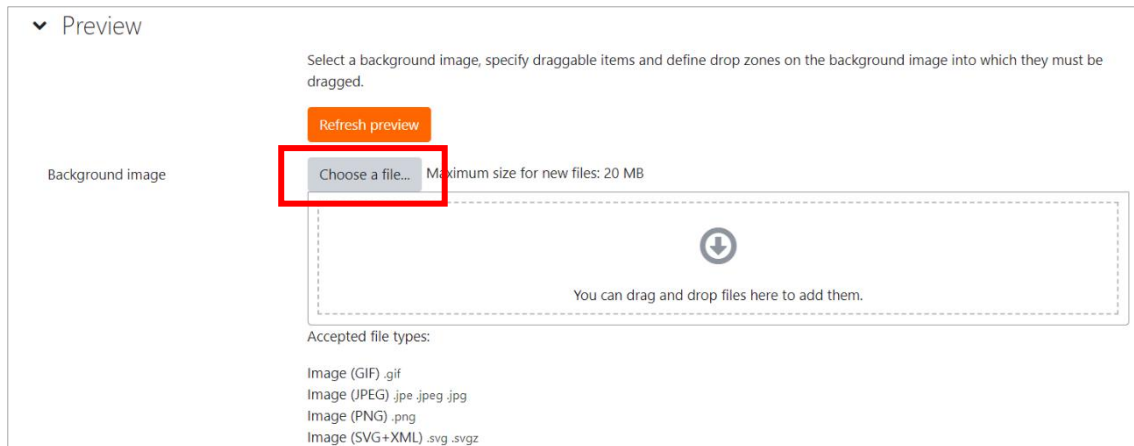 Preview
Select a background image, specify draggable items and define drop zones on the background image into which they must be
dragged.
Refresh preview
Background image
Choose a file... Maximum size for new files: 20 MB
You can drag and drop files here to add them.
Accepted file types:
Image (GIF) .gif
Image (JPEG) .jpe .jpeg .jpg
Image (PNG) .png
Image (SVG+XML) .svg .svgz